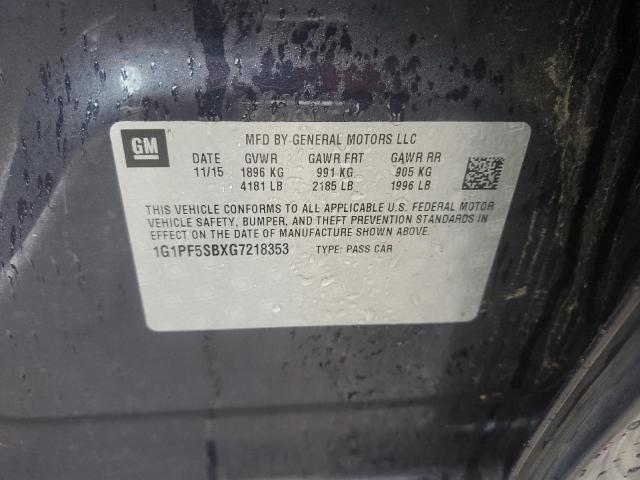 GM
MFD BY GENERAL MOTORS LLC
DATE GVWR GAWR FRT GAWR RR
11/15 1896 KG 991 KG 905 KG
4181 LB 2185 LB 1996 LB
THIS VEHICLE CONFORMS TO ALL APPLICABLE U.S. FEDERAL MOTOR
VEHICLE SAFETY, BUMPER, AND THEFT PREVENTION STANDARDS IN
EFFECT ON THE DATE OF MANUFACTURE SHOWN ABOVE.
1G1PF5SBXG7218353 TYPE: PASS CAR